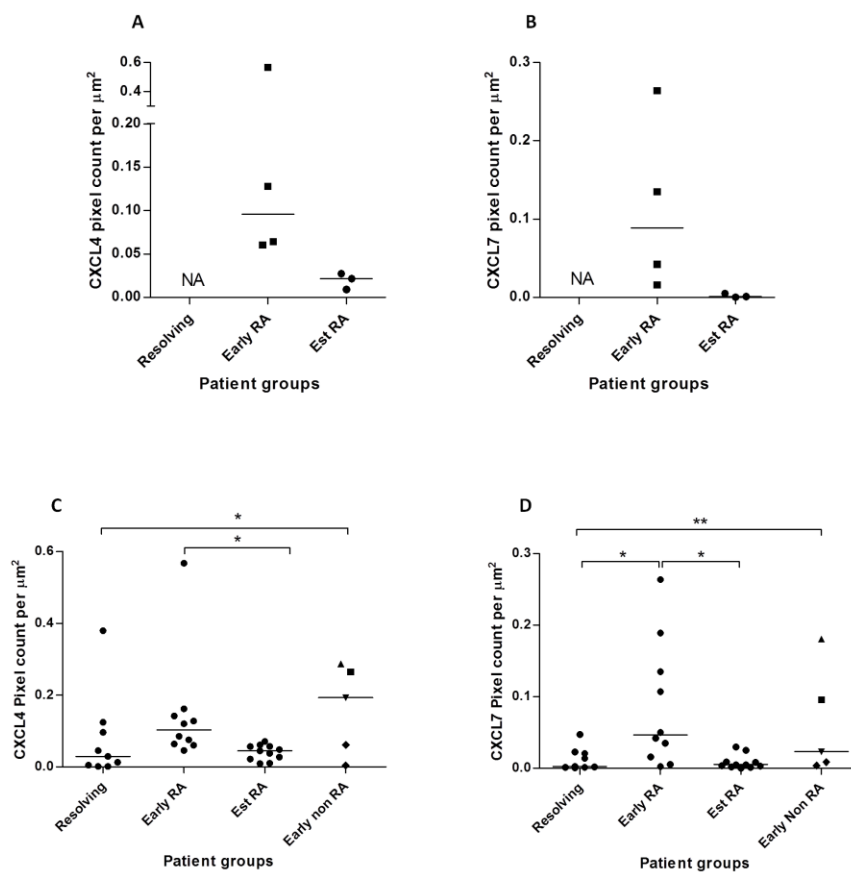 A
CXCL4 pixel count per μm²
0.6
0.4
0.20
0.15
0.10
0.05
0.00
NA
Resolving
Early RA
Est RA
Patient groups
B
CXCL7 pixel count per μm²
0.3
0.2
0.1
0.0
NA
Resolving
Early RA
Est RA
Patient groups
C
*
*
CXCL4 Pixel count per μm²
0.6
0.4
0.2
0.0
Resolving
Early RA
Est RA
Early non RA
Patient groups
D
**
*
*
CXCL7 Pixel count per μm²
0.3
0.2
0.1
0.0
Resolving
Early RA
Est RA
Early Non RA
Patient groups